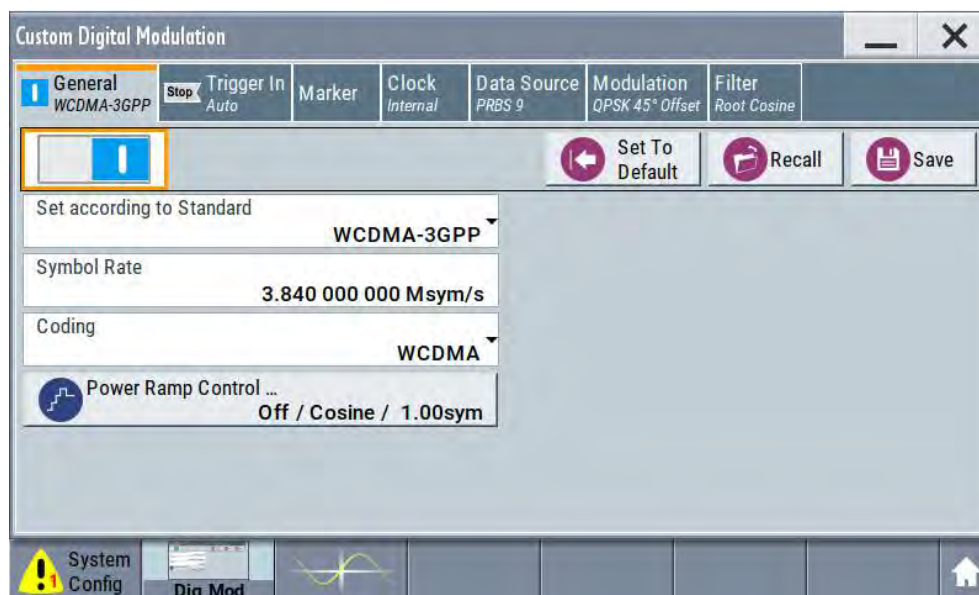 Custom Digital Modulation
General
WCDMA-3GPP
Stop
Trigger In
Auto
Marker
Clock
Internal
Data Source
PRBS 9
Modulation
QPSK 45° Offset
Filter
Root Cosine
Set To
Default
Recall
Save
Set according to Standard
WCDMA-3GPP
Symbol Rate
3.840 000 000 Msym/s
Coding
WCDMA
Power Ramp Control ...
Off / Cosine / 1.00sym
1
System
Config
Dig Mod